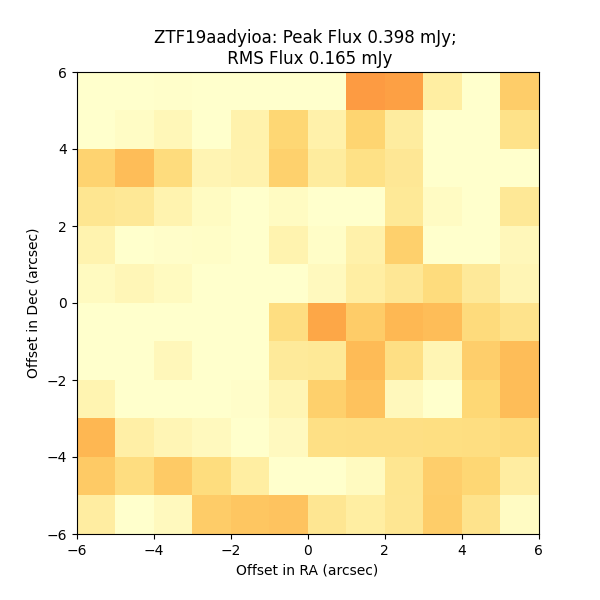 ZTF19aadyioa: Peak Flux 0.398 mJy;
RMS Flux 0.165 mJy
6
4
2
0
−2
−4
−6
Offset in Dec (arcsec)
−6 −4 −2 0 2 4 6
Offset in RA (arcsec)